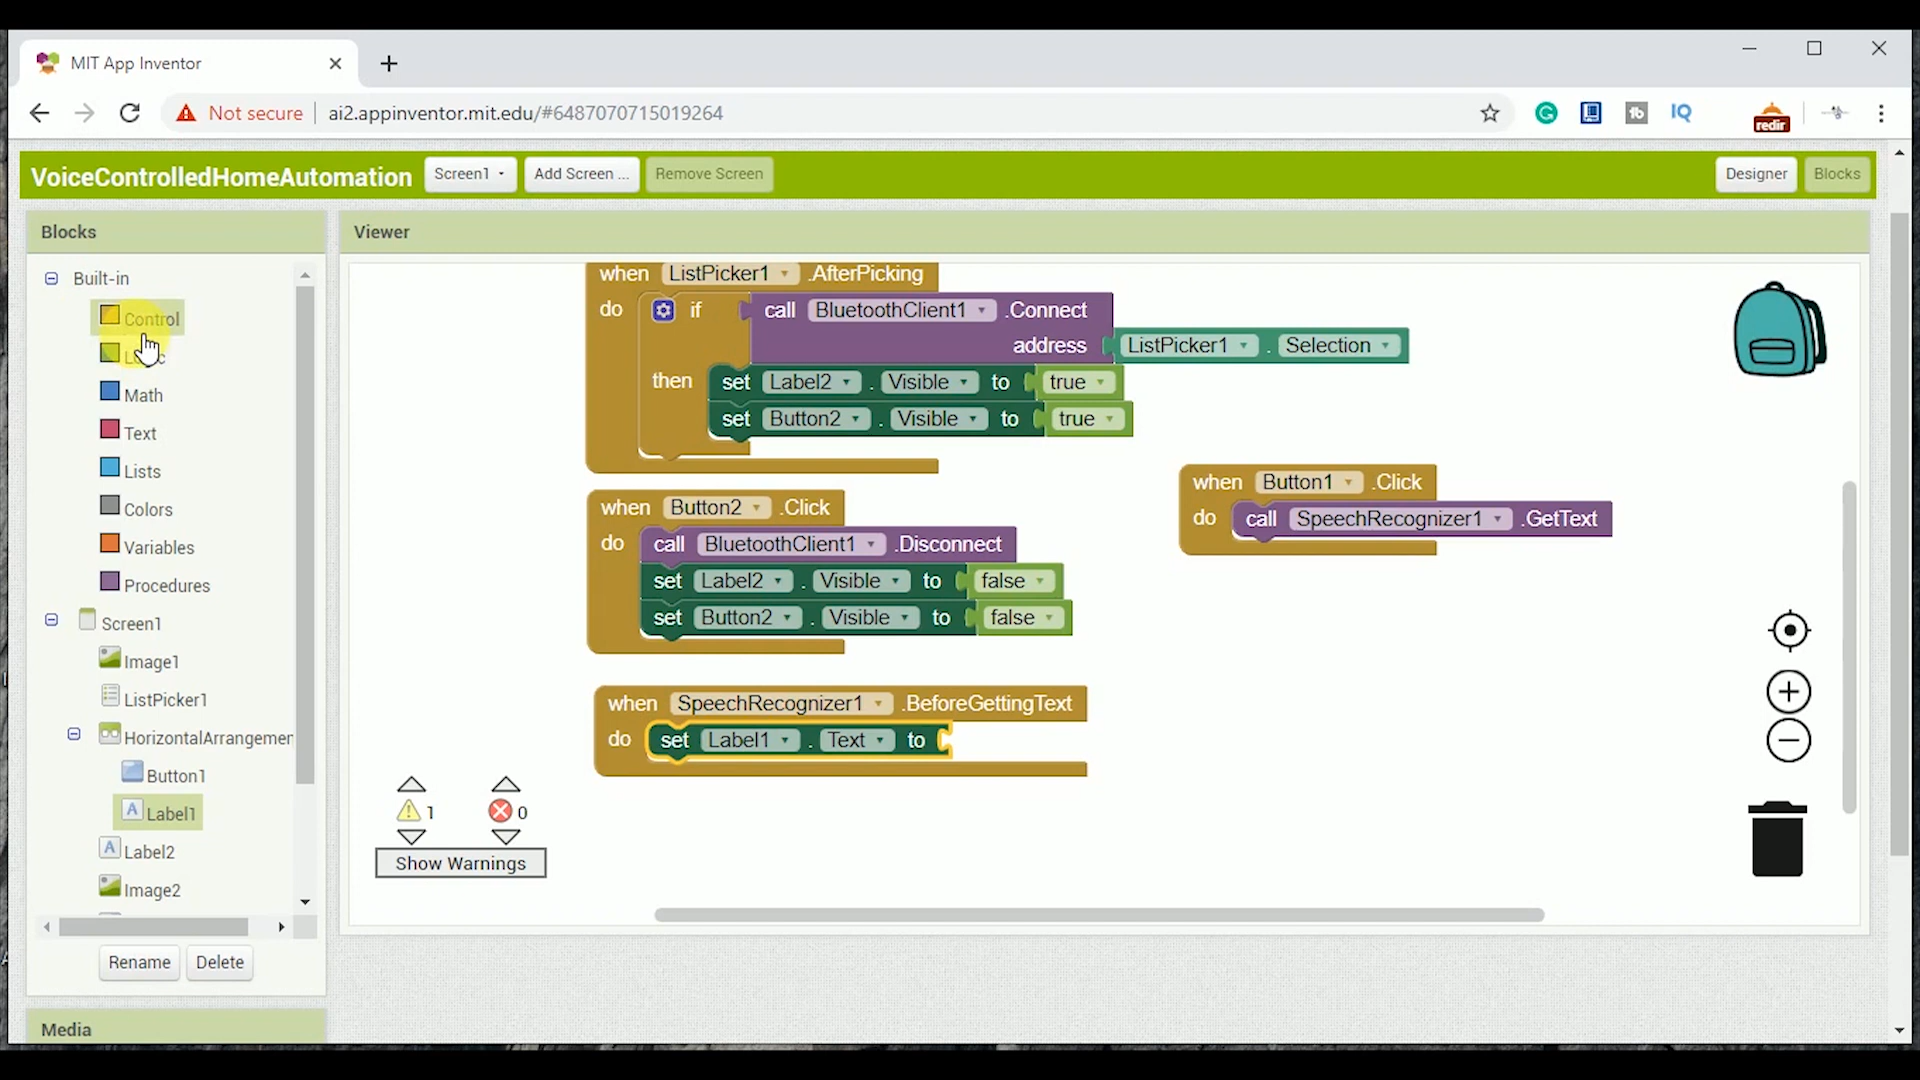 MIT App Inventor
Not secure
ai2.appinventor.mit.edu/#6487070715019264
IQ
redir
VoiceControlledHomeAutomation
Screen1
Add Screen ...
Remove Screen
Designer
Blocks
Blocks
Viewer
Built-in
Control
Math
Text
Lists
Colors
Variables
Procedures
Screen1
Image1
ListPicker1
HorizontalArrangemen
Button1
A Label1
A Label2
Image2
Rename
Delete
Media
when ListPicker1 .AfterPicking
do if call BluetoothClient1 .Connect
address ListPicker1 . Selection
then set Label2 . Visible to true
set Button2 . Visible to true
when Button2 .Click
do call BluetoothClient1 .Disconnect
set Label2 . Visible to false
set Button2 . Visible to false
when SpeechRecognizer1 .BeforeGettingText
do set Label1 . Text to
when Button1 .Click
do call SpeechRecognizer1 .GetText
1
0
Show Warnings